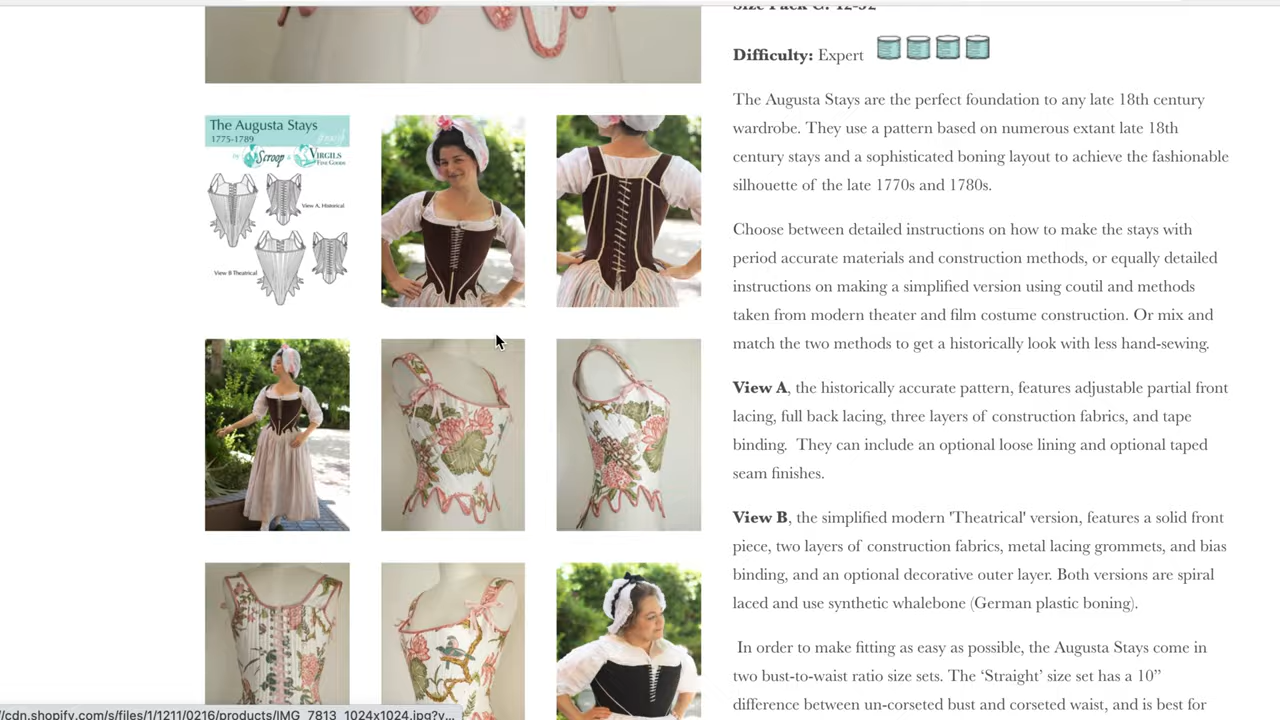 Size Pack C: 12-32
Difficulty: Expert
The Augusta Stays are the perfect foundation to any late 18th century
wardrobe. They use a pattern based on numerous extant late 18th
century stays and a sophisticated boning layout to achieve the fashionable
silhouette of the late 1770s and 1780s.
Choose between detailed instructions on how to make the stays with
period accurate materials and construction methods, or equally detailed
instructions on making a simplified version using coutil and methods
taken from modern theater and film costume construction. Or mix and
match the two methods to get a historically look with less hand-sewing.
View A, the historically accurate pattern, features adjustable partial front
lacing, full back lacing, three layers of construction fabrics, and tape
binding. They can include an optional loose lining and optional taped
seam finishes.
View B, the simplified modern 'Theatrical' version, features a solid front
piece, two layers of construction fabrics, metal lacing grommets, and bias
binding, and an optional decorative outer layer. Both versions are spiral
laced and use synthetic whalebone (German plastic boning).
In order to make fitting as easy as possible, the Augusta Stays come in
two bust-to-waist ratio size sets. The ‘Straight’ size set has a 10”
difference between un-corseted bust and corseted waist, and is best for
The Augusta Stays
1775-1789
by Scroop & VIRGILS
FINE GOODS
View A, Historical
View B Theatrical
//cdn.shopify.com/s/files/1/1211/0216/products/IMG_7813_1024x1024.jpg?v...